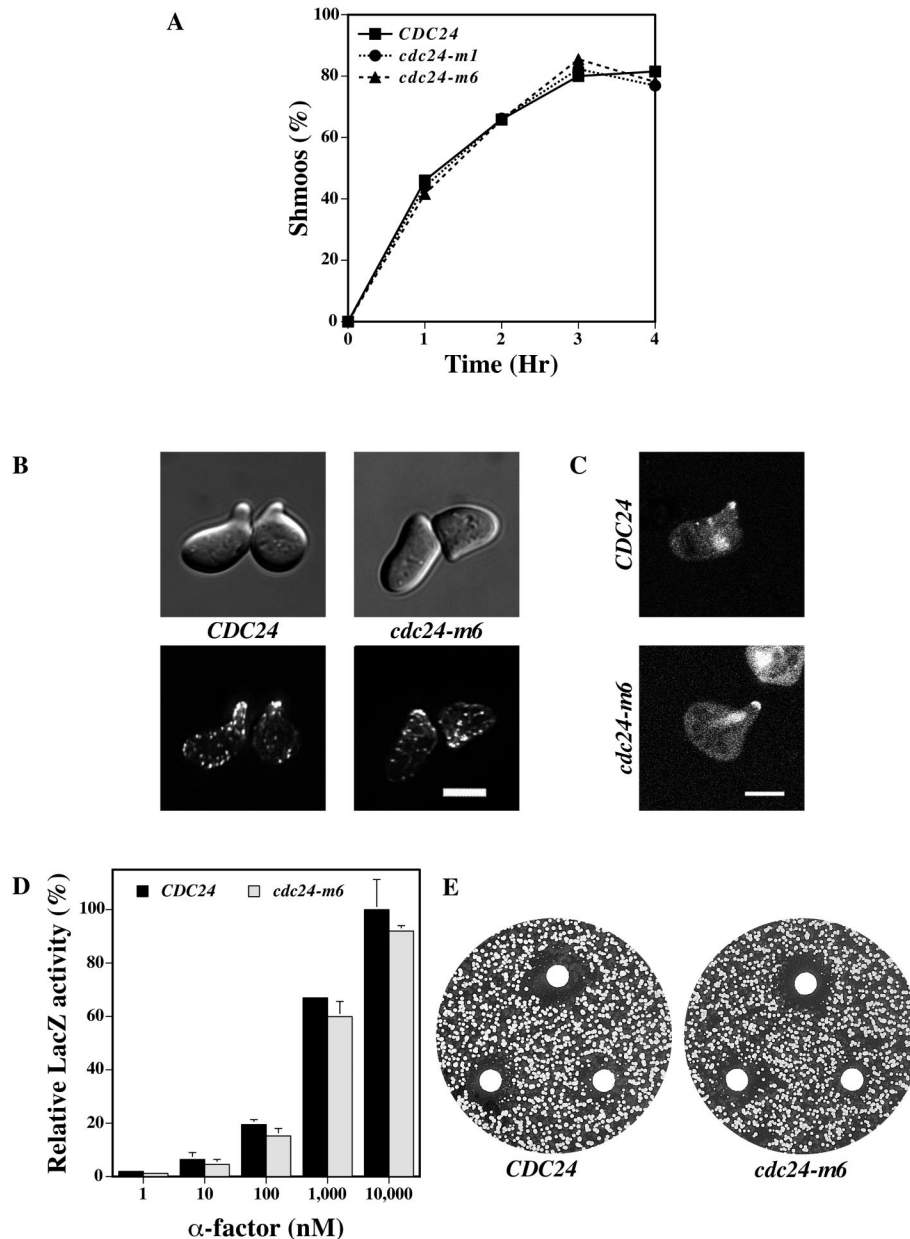 A
Shmoos (%)
100
80
60
40
20
0
CDC24
cdc24-m1
cdc24-m6
0 1 2 3 4
Time (Hr)
B
CDC24 cdc24-m6
C
CDC24
cdc24-m6
D
Relative LacZ activity (%)
100
80
60
40
20
0
CDC24 cdc24-m6
1 10 100 1,000 10,000
α-factor (nM)
E
CDC24 cdc24-m6